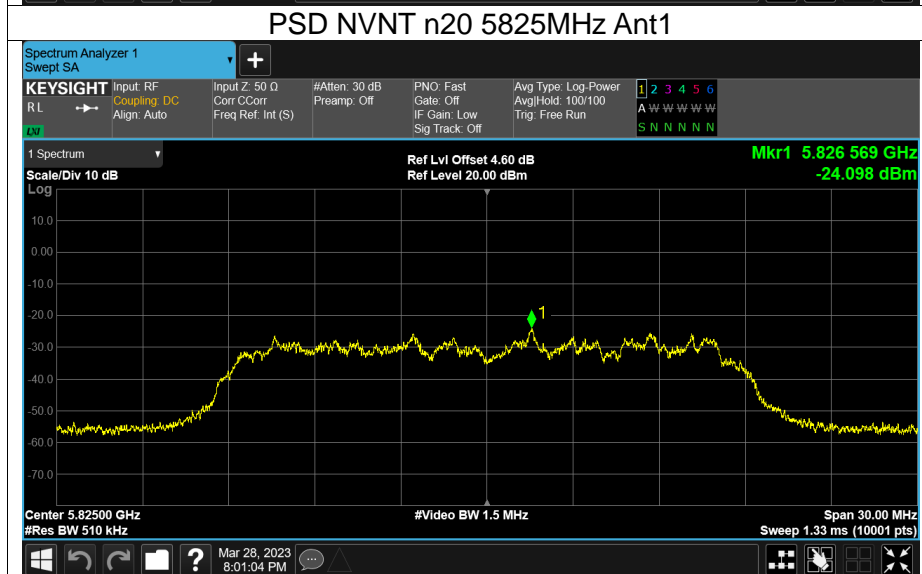 PSD NVNT n20 5825MHz Ant1
Spectrum Analyzer 1
Swept SA
+
KEYSIGHT Input: RF Input Z: 50 Ω #Atten: 30 dB PNO: Fast Avg Type: Log-Power 1 2 3 4 5 6
R L Coupling: DC Corr CCorr Preamp: Off Gate: Off Avg|Hold: 100/100 A W W W W W
Align: Auto Freq Ref: Int (S) IF Gain: Low Trig: Free Run
LXI Sig Track: Off S N N N N N
1 Spectrum Ref Lvl Offset 4.60 dB Mkr1 5.826 569 GHz
Scale/Div 10 dB Ref Level 20.00 dBm -24.098 dBm
Log
10.0
0.00
-10.0
-20.0
1
-30.0
-40.0
-50.0
-60.0
-70.0
Center 5.82500 GHz #Video BW 1.5 MHz Span 30.00 MHz
#Res BW 510 kHz Sweep 1.33 ms (10001 pts)
? Mar 28, 2023
8:01:04 PM